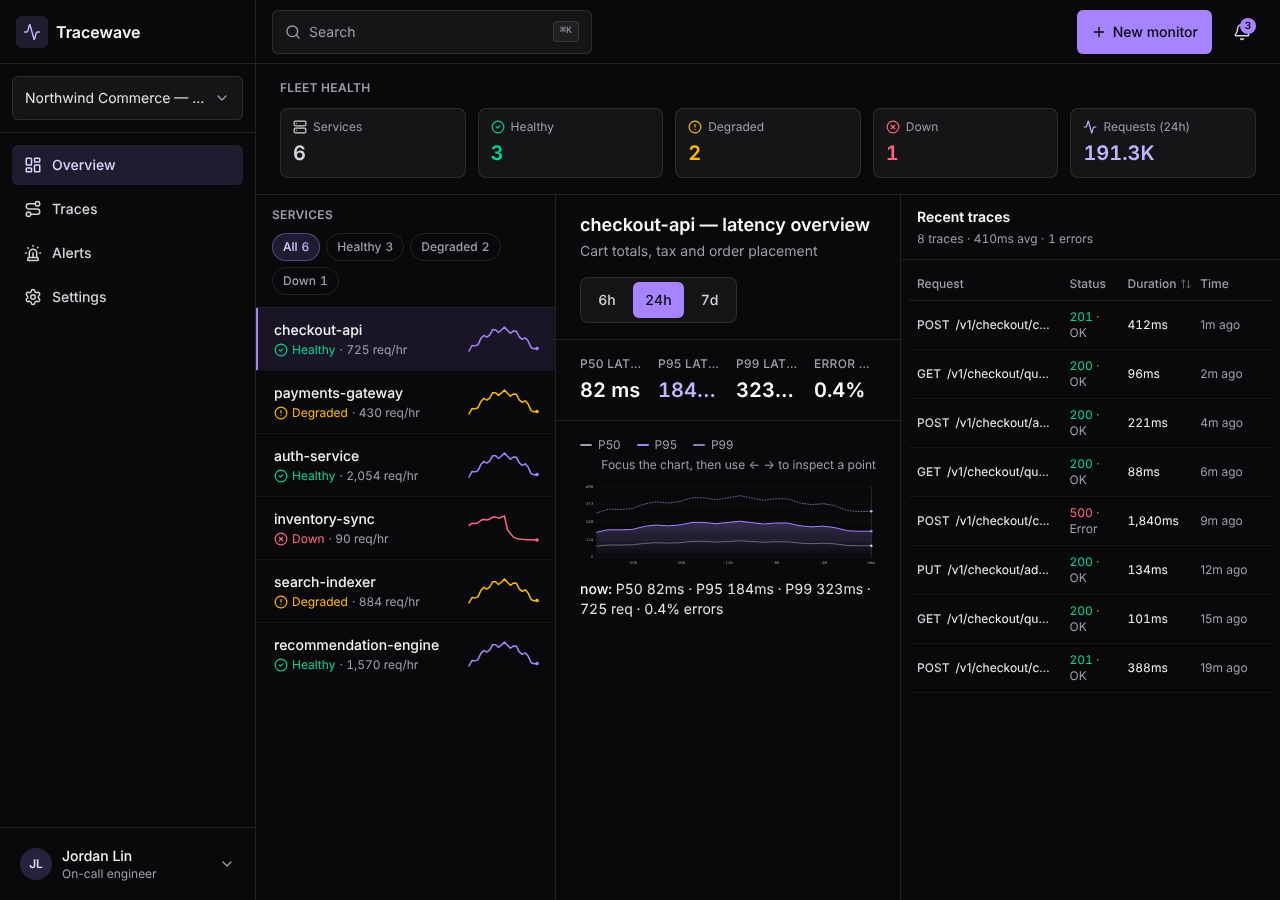 Tracewave
Search
⌘K
New monitor
3
Northwind Commerce — ...
Overview
Traces
Alerts
Settings
JL
Jordan Lin
On-call engineer
FLEET HEALTH
Services
6
Healthy
3
Degraded
2
Down
1
Requests (24h)
191.3K
SERVICES
All 6
Healthy 3
Degraded 2
Down 1
checkout-api
Healthy · 725 req/hr
payments-gateway
Degraded · 430 req/hr
auth-service
Healthy · 2,054 req/hr
inventory-sync
Down · 90 req/hr
search-indexer
Degraded · 884 req/hr
recommendation-engine
Healthy · 1,570 req/hr
checkout-api — latency overview
Cart totals, tax and order placement
6h
24h
7d
P50 LAT...
82 ms
P95 LAT...
184...
P99 LAT...
323...
ERROR ...
0.4%
P50
P95
P99
Focus the chart, then use ← → to inspect a point
now: P50 82ms · P95 184ms · P99 323ms ·
725 req · 0.4% errors
Recent traces
8 traces · 410ms avg · 1 errors
Request Status Duration Time
POST /v1/checkout/c... 201 · OK 412ms 1m ago
GET /v1/checkout/qu... 200 · OK 96ms 2m ago
POST /v1/checkout/a... 200 · OK 221ms 4m ago
GET /v1/checkout/qu... 200 · OK 88ms 6m ago
POST /v1/checkout/c... 500 · Error 1,840ms 9m ago
PUT /v1/checkout/ad... 200 · OK 134ms 12m ago
GET /v1/checkout/qu... 200 · OK 101ms 15m ago
POST /v1/checkout/c... 201 · OK 388ms 19m ago